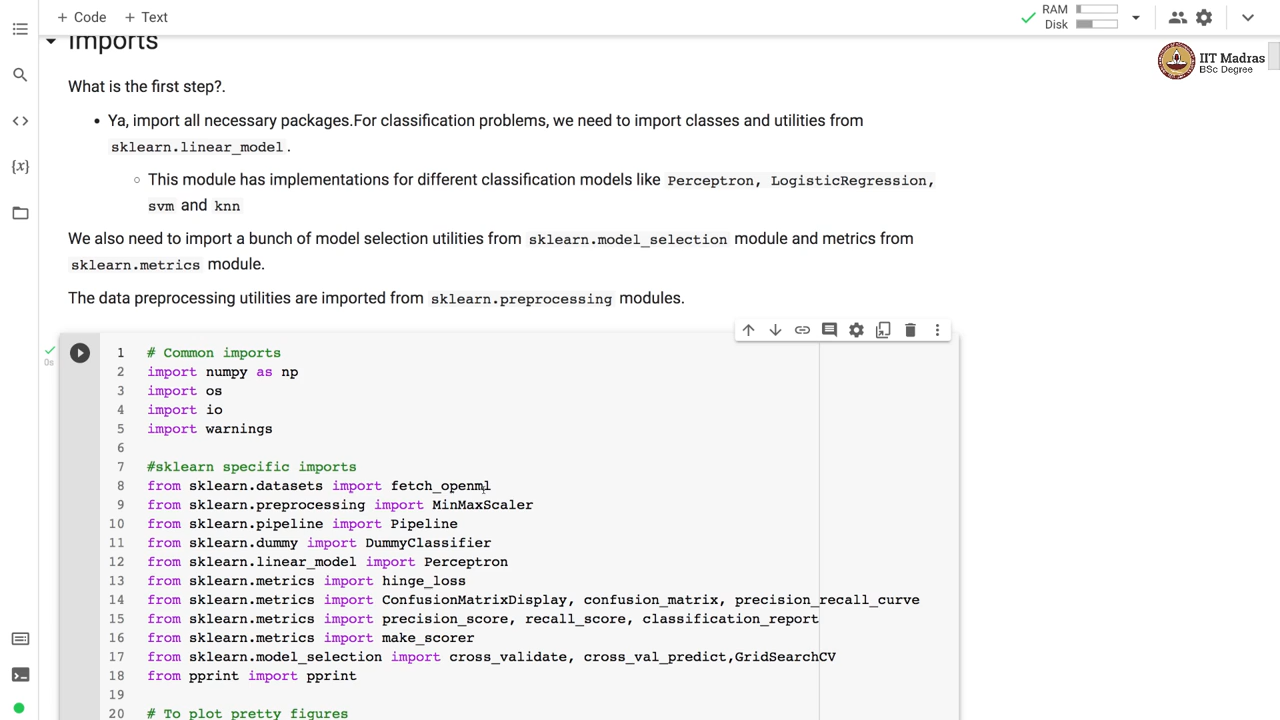 + Code + Text
RAM
Disk
Imports
IIT Madras
BSc Degree
What is the first step?.
• Ya, import all necessary packages.For classification problems, we need to import classes and utilities from
sklearn.linear_model.
○ This module has implementations for different classification models like Perceptron, LogisticRegression,
svm and knn
We also need to import a bunch of model selection utilities from sklearn.model_selection module and metrics from
sklearn.metrics module.
The data preprocessing utilities are imported from sklearn.preprocessing modules.
0s
1 # Common imports
2 import numpy as np
3 import os
4 import io
5 import warnings
6
7 #sklearn specific imports
8 from sklearn.datasets import fetch_openml
9 from sklearn.preprocessing import MinMaxScaler
10 from sklearn.pipeline import Pipeline
11 from sklearn.dummy import DummyClassifier
12 from sklearn.linear_model import Perceptron
13 from sklearn.metrics import hinge_loss
14 from sklearn.metrics import ConfusionMatrixDisplay, confusion_matrix, precision_recall_curve
15 from sklearn.metrics import precision_score, recall_score, classification_report
16 from sklearn.metrics import make_scorer
17 from sklearn.model_selection import cross_validate, cross_val_predict,GridSearchCV
18 from pprint import pprint
19
20 # To plot pretty figures